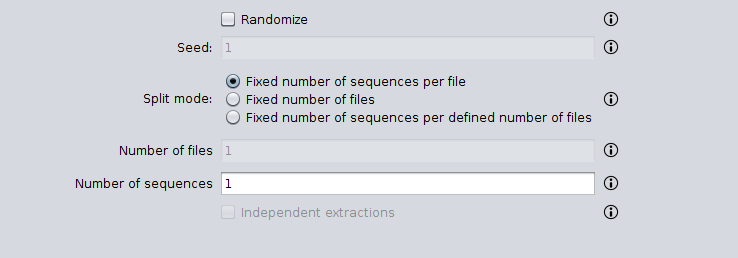 Randomize
Seed: 1
Split mode:
Fixed number of sequences per file
Fixed number of files
Fixed number of sequences per defined number of files
Number of files 1
Number of sequences 1
Independent extractions